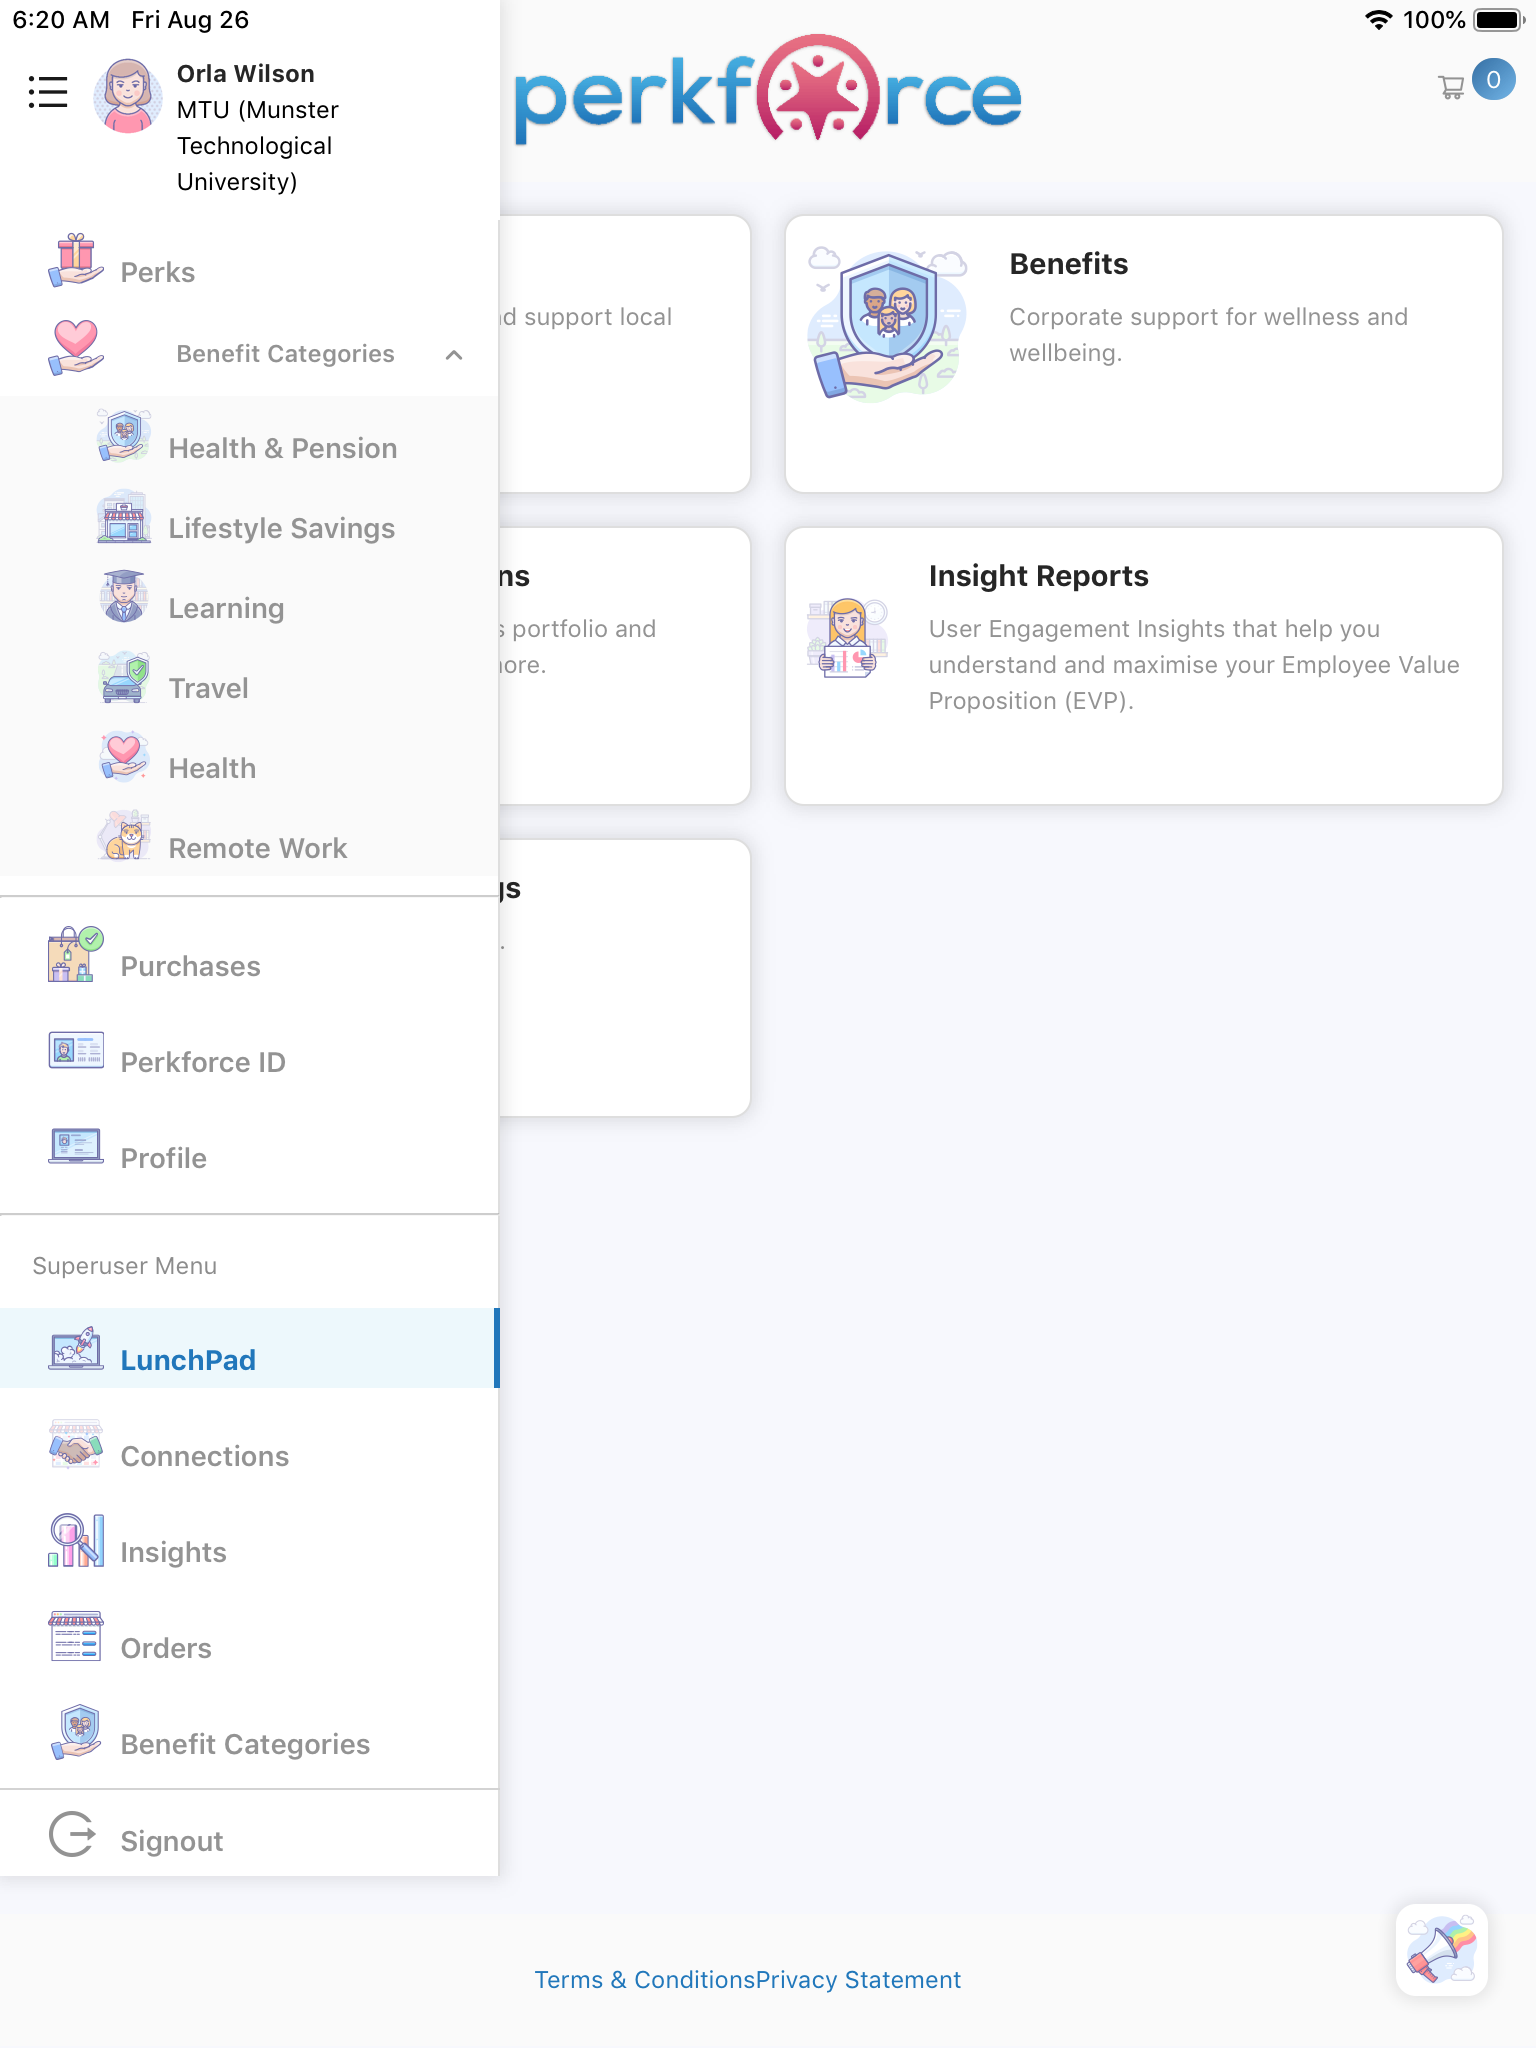 6:20 AM Fri Aug 26
100%
Orla Wilson
MTU (Munster
Technological
University)
perkforce
0
Perks
Benefit Categories
Health & Pension
Lifestyle Savings
Learning
Travel
Health
Remote Work
Purchases
Perkforce ID
Profile
Superuser Menu
LunchPad
Connections
Insights
Orders
Benefit Categories
Signout
support local
Benefits
Corporate support for wellness and
wellbeing.
ns
portfolio and
ore.
Insight Reports
User Engagement Insights that help you
understand and maximise your Employee Value
Proposition (EVP).
gs
.
Terms & ConditionsPrivacy Statement